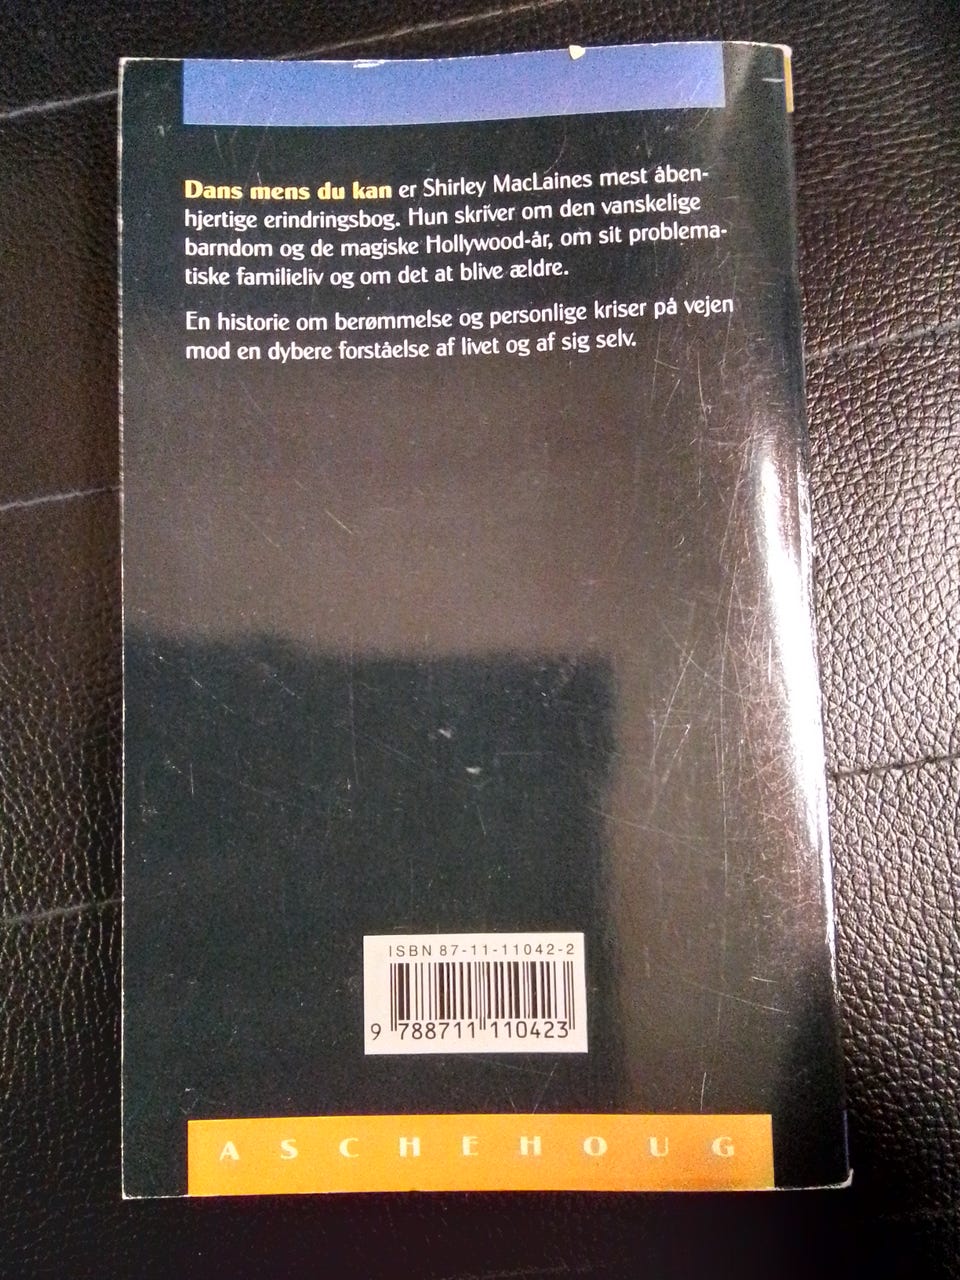 Dans mens du kan er Shirley MacLaines mest åben-
hjertige erindringsbog. Hun skriver om den vanskelige
barndom og de magiske Hollywood-år, om sit problema-
tiske familieliv og om det at blive ældre.
En historie om berømmelse og personlige kriser på vejen
mod en dybere forståelse af livet og af sig selv.
ISBN 87-11-11042-2
9 788711 110423
ASCHEHOUG